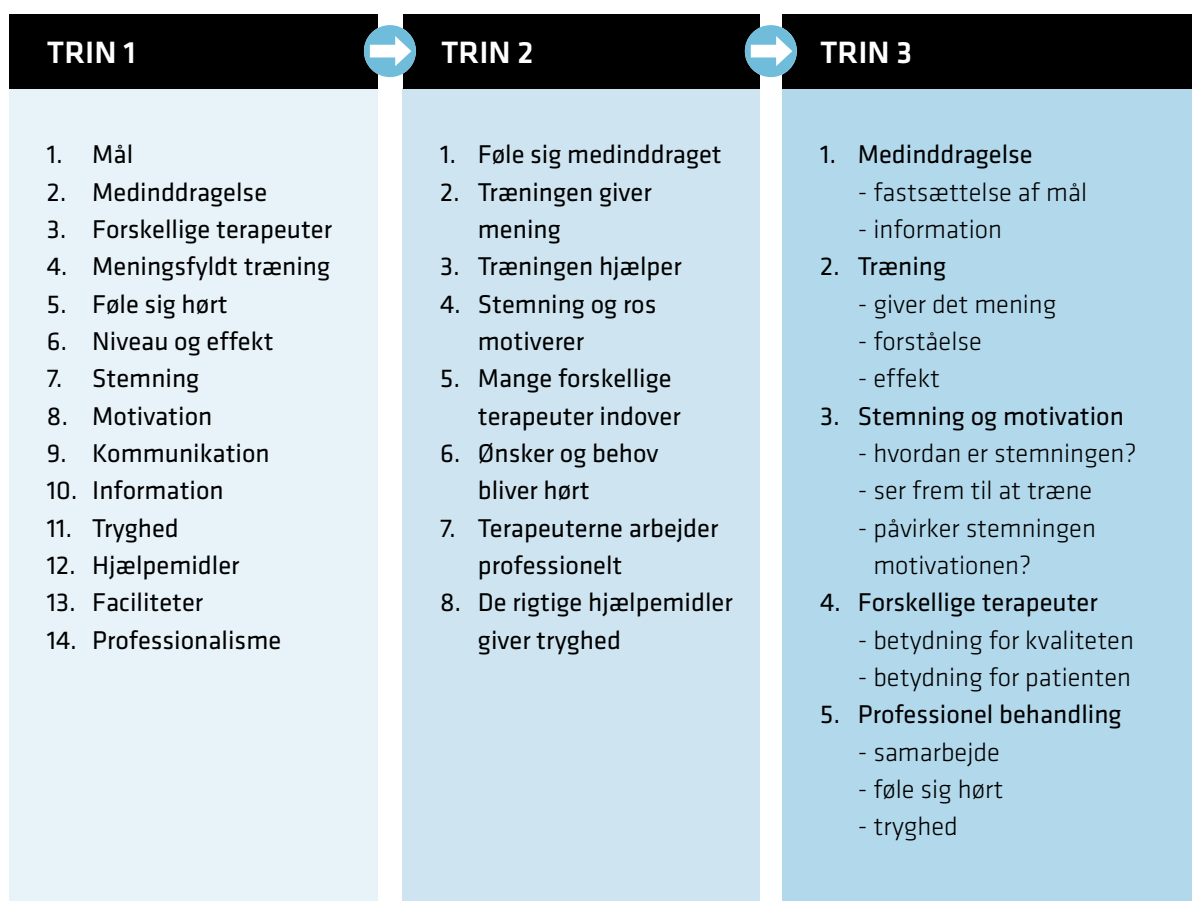 TRIN 1
1. Mål
2. Medinddragelse
3. Forskellige terapeuter
4. Meningsfyldt træning
5. Føle sig hørt
6. Niveau og effekt
7. Stemning
8. Motivation
9. Kommunikation
10. Information
11. Tryghed
12. Hjælpemidler
13. Faciliteter
14. Professionalisme
TRIN 2
1. Føle sig medinddraget
2. Træningen giver
mening
3. Træningen hjælper
4. Stemning og ros
motiverer
5. Mange forskellige
terapeuter indover
6. Ønsker og behov
bliver hørt
7. Terapeuterne arbejder
professionelt
8. De rigtige hjælpemidler
giver tryghed
TRIN 3
1. Medinddragelse
- fastsættelse af mål
- information
2. Træning
- giver det mening
- forståelse
- effekt
3. Stemning og motivation
- hvordan er stemningen?
- ser frem til at træne
- påvirker stemningen
motivationen?
4. Forskellige terapeuter
- betydning for kvaliteten
- betydning for patienten
5. Professionel behandling
- samarbejde
- føle sig hørt
- tryghed